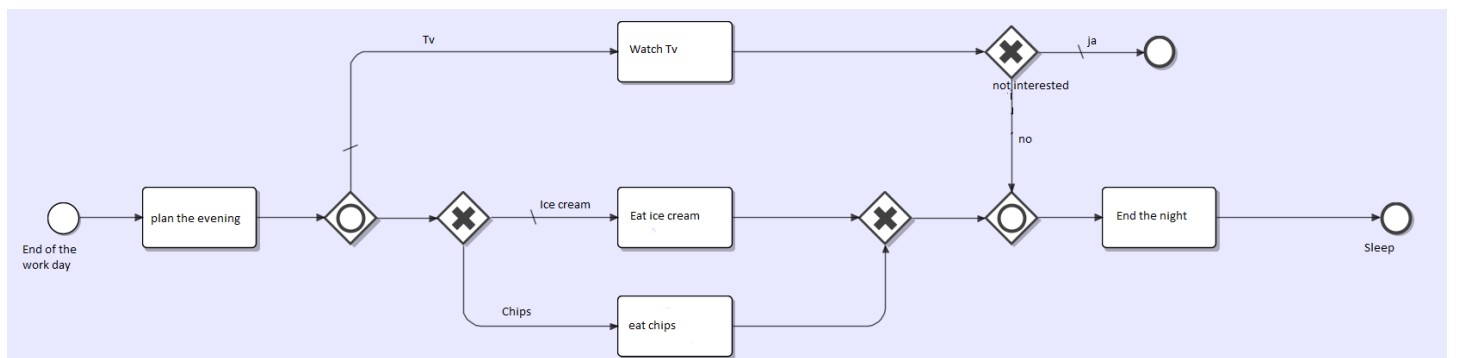 Tv
Watch Tv
ja
not interested
no
plan the evening
Ice cream
Eat ice cream
End the night
End of the
work day
Sleep
Chips
eat chips